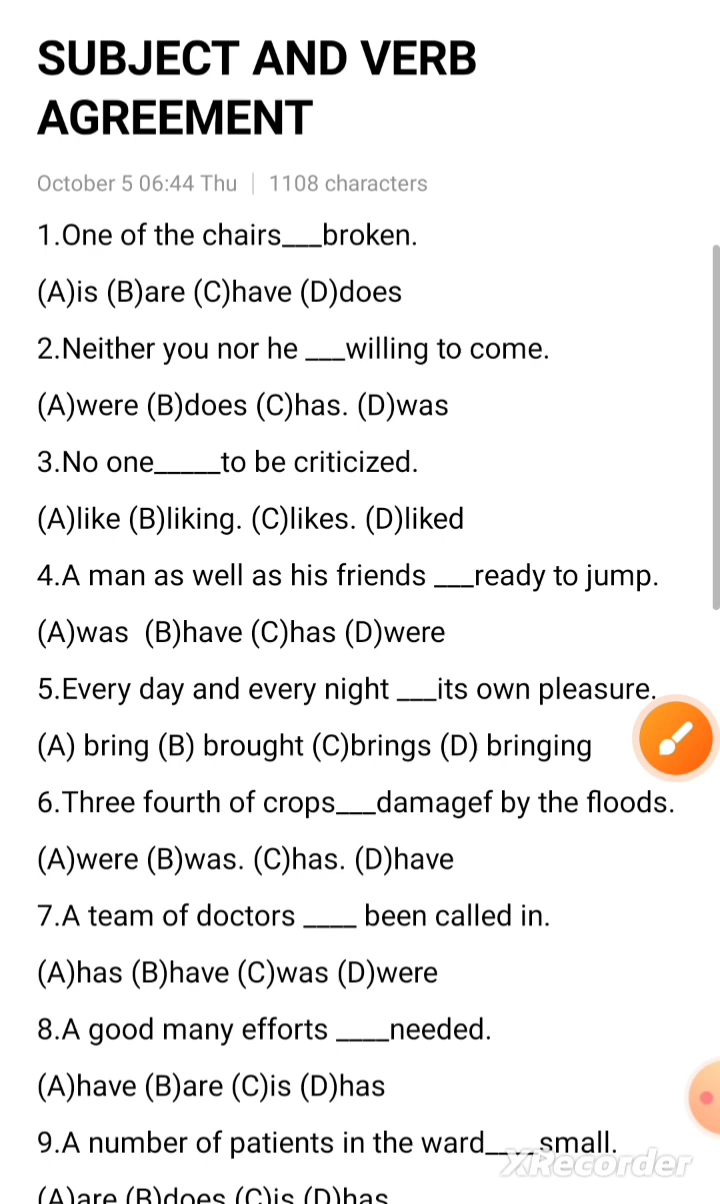 SUBJECT AND VERB
AGREEMENT
October 5 06:44 Thu | 1108 characters
1.One of the chairs___broken.
(A)is (B)are (C)have (D)does
2.Neither you nor he ___willing to come.
(A)were (B)does (C)has. (D)was
3.No one_____to be criticized.
(A)like (B)liking. (C)likes. (D)liked
4.A man as well as his friends ___ready to jump.
(A)was (B)have (C)has (D)were
5.Every day and every night ___its own pleasure.
(A) bring (B) brought (C)brings (D) bringing
6.Three fourth of crops___damagef by the floods.
(A)were (B)was. (C)has. (D)have
7.A team of doctors ____ been called in.
(A)has (B)have (C)was (D)were
8.A good many efforts ____needed.
(A)have (B)are (C)is (D)has
9.A number of patients in the ward____small.
XRecorder
(A)are (B)does (C)is (D)has